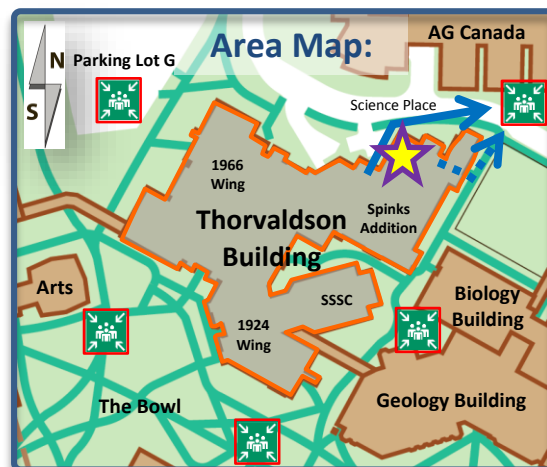 Area Map:
AG Canada
N
S
Parking Lot G
Science Place
1966
Wing
Thorvaldson
Building
Spinks
Addition
Arts
SSSC
1924
Wing
Biology
Building
The Bowl
Geology Building